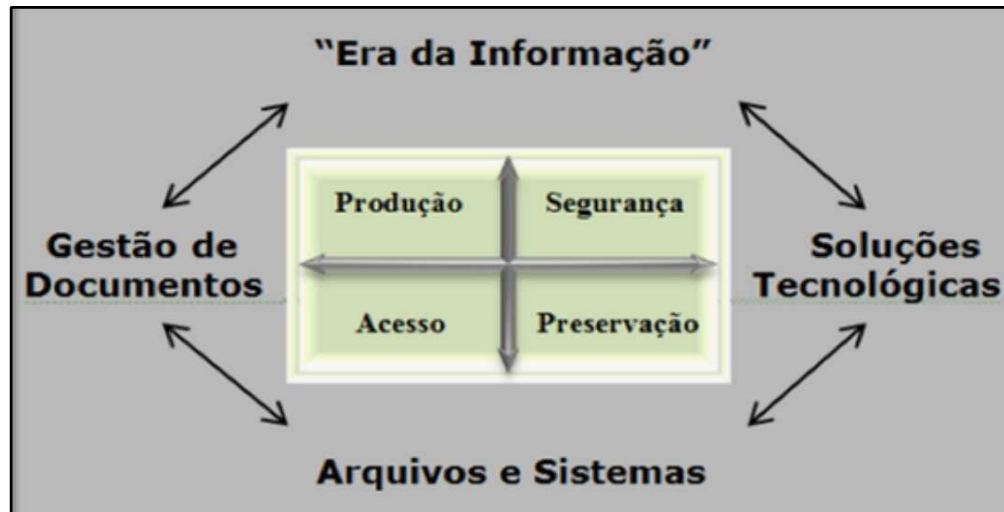 “Era da Informação”
Produção
Segurança
Gestão de
Documentos
Soluções
Tecnológicas
Acesso
Preservação
Arquivos e Sistemas